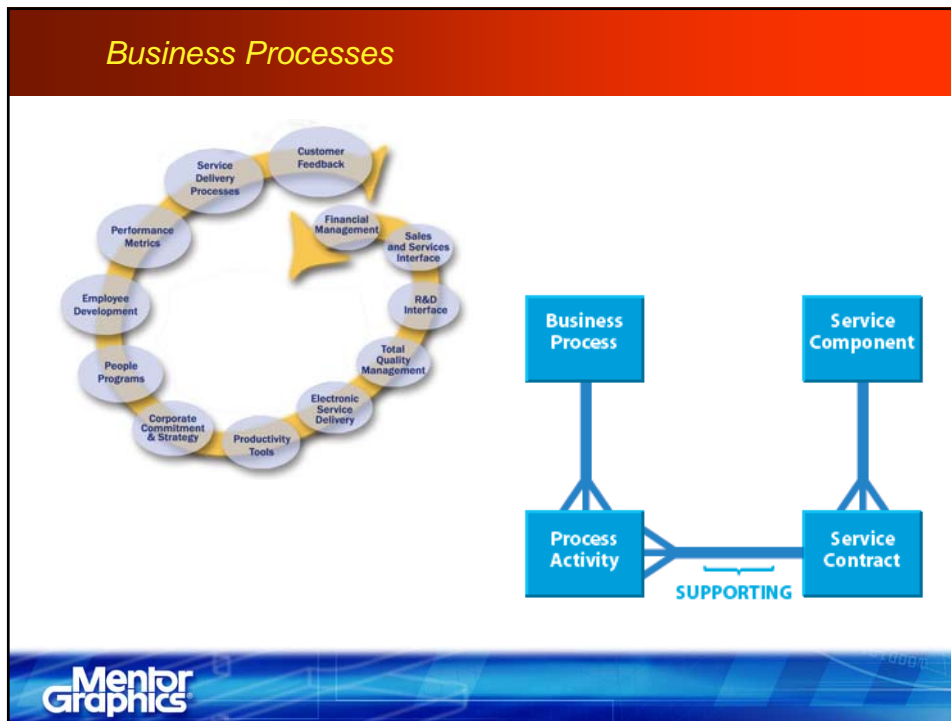 Business Processes
Customer
Feedback
Service
Delivery
Processes
Performance
Metrics
Employee
Development
People
Programs
Corporate
Commitment
& Strategy
Productivity
Tools
Electronic
Service
Delivery
Total
Quality
Management
R&D
Interface
Sales
and Services
Interface
Financial
Management
Business
Process
Service
Component
Process
Activity
Service
Contract
SUPPORTING
Mentor
Graphics®